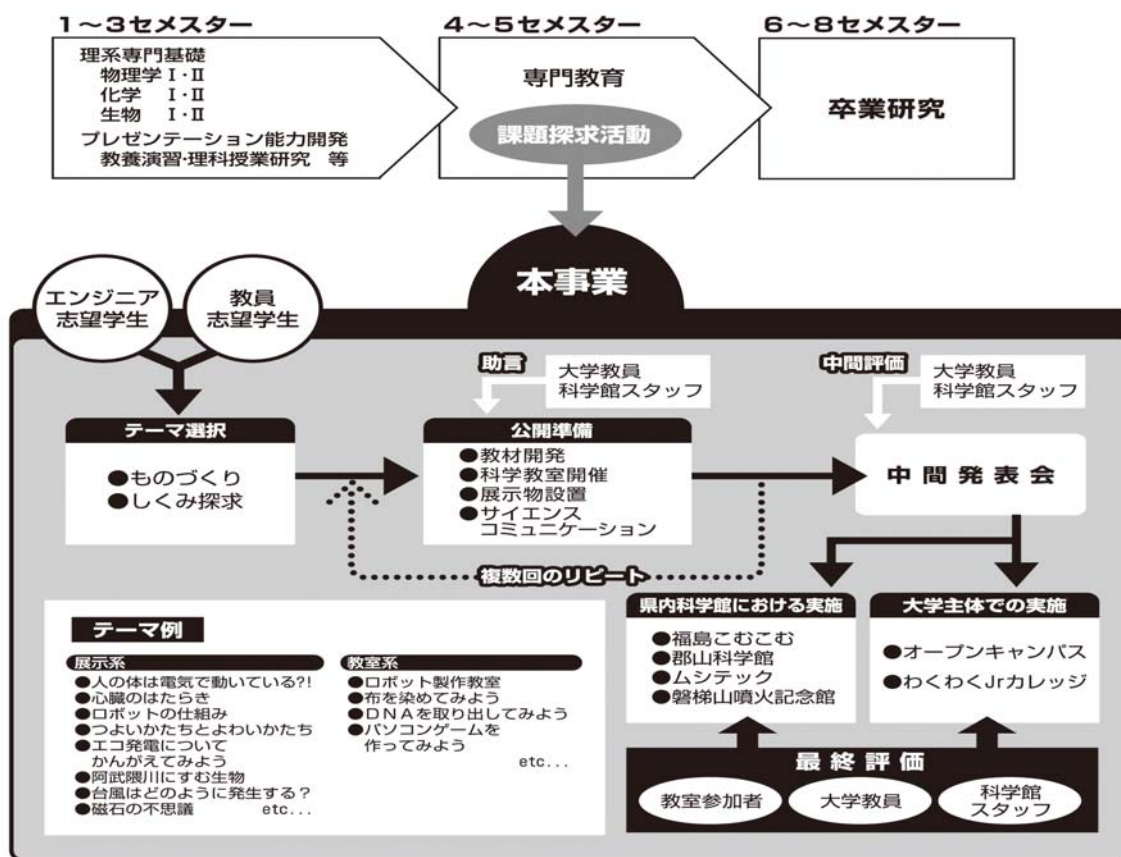 1～3セメスター
理系専門基礎
物理学 Ⅰ・Ⅱ
化学 Ⅰ・Ⅱ
生物 Ⅰ・Ⅱ
プレゼンテーション能力開発
教養演習・理科授業研究 等
4～5セメスター
専門教育
課題探求活動
6～8セメスター
卒業研究
本事業
エンジニア
志望学生
教員
志望学生
テーマ選択
●ものづくり
●しくみ探求
助言
大学教員
科学館スタッフ
公開準備
●教材開発
●科学教室開催
●展示物設置
●サイエンス
コミュニケーション
中間評価
大学教員
科学館スタッフ
中間発表会
複数回のリピート
県内科学館における実施
●福島こむこむ
●郡山科学館
●ムシテック
●磐梯山噴火記念館
大学主体での実施
●オープンキャンパス
●わくわくJrカレッジ
最終評価
教室参加者
大学教員
科学館
スタッフ
テーマ例
展示系
●人の体は電気で動いている?!
●心臓のはたらき
●ロボットの仕組み
●つよいかたちとよわいかたち
●エコ発電について
かんがえてみよう
●阿武隈川にすむ生物
●台風はどのように発生する？
●磁石の不思議 etc...
教室系
●ロボット製作教室
●布を染めてみよう
●ＤＮＡを取り出してみよう
●パソコンゲームを
作ってみよう
etc...